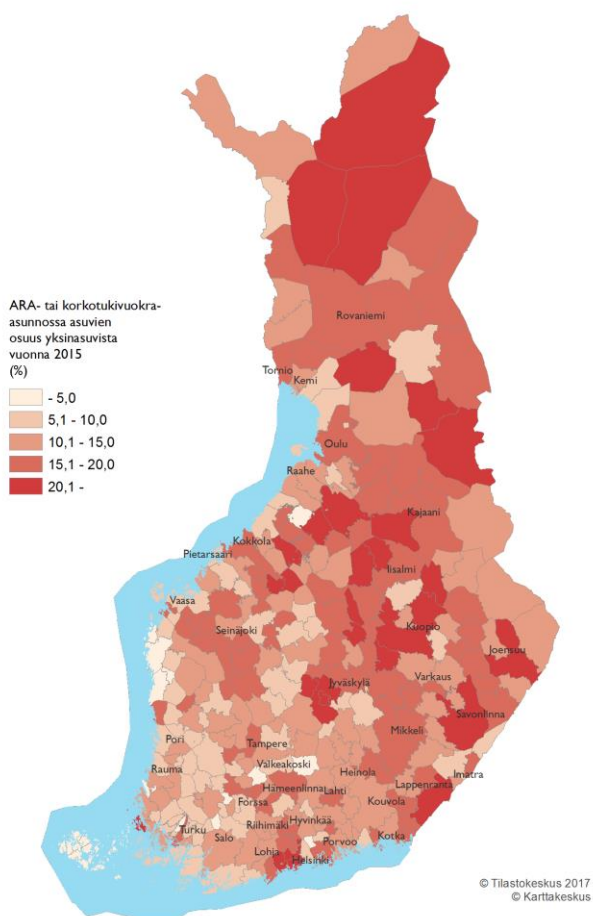 ARA- tai korkotukivuokra-
asunnossa asuvien
osuus yksinasuvista
vuonna 2015
(%)
- 5,0
5,1 - 10,0
10,1 - 15,0
15,1 - 20,0
20,1 -
Rovaniemi
Tornio
Kemi
Oulu
Raahe
Kajaani
Kokkola
Pietarsaari
Iisalmi
Vaasa
Seinäjoki
Kuopio
Joensuu
Jyväskylä
Varkaus
Savonlinna
Mikkeli
Pori
Tampere
Rauma
Valkeakoski
Heinola
Imatra
Hämeenlinna
Lahti
Lappeenranta
Forssa
Kouvola
Turku
Riihimäki
Hyvinkää
Salo
Porvoo
Kotka
Lohja
Helsinki
© Tilastokeskus 2017
© Karttakeskus